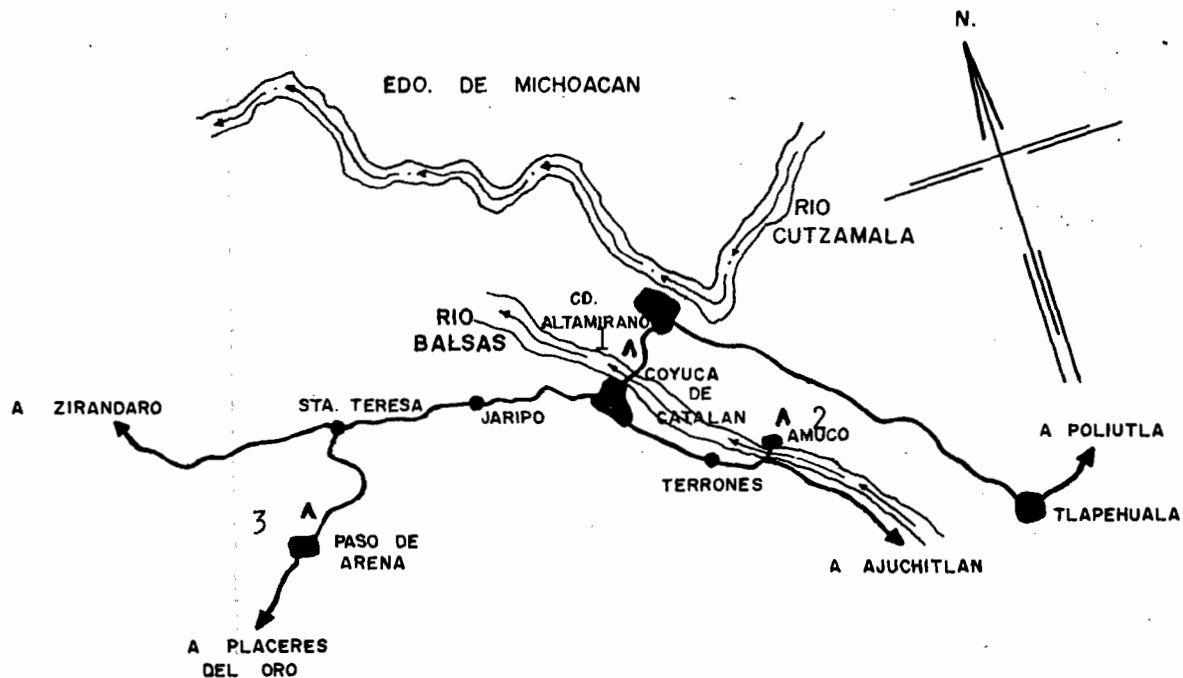 N.
EDO. DE MICHOACAN
RIO
CUTZAMALA
CD.
ALTAMIRANO
1
RIO
BALSAS
COYUCA
DE
CATALAN
A ZIRANDARO
STA. TERESA
JARIPO
2
AMUCO
A POLIUTLA
TERRONES
TLAPEHUALA
3
PASO DE
ARENA
A AJUCHITLAN
A PLACERES
DEL ORO